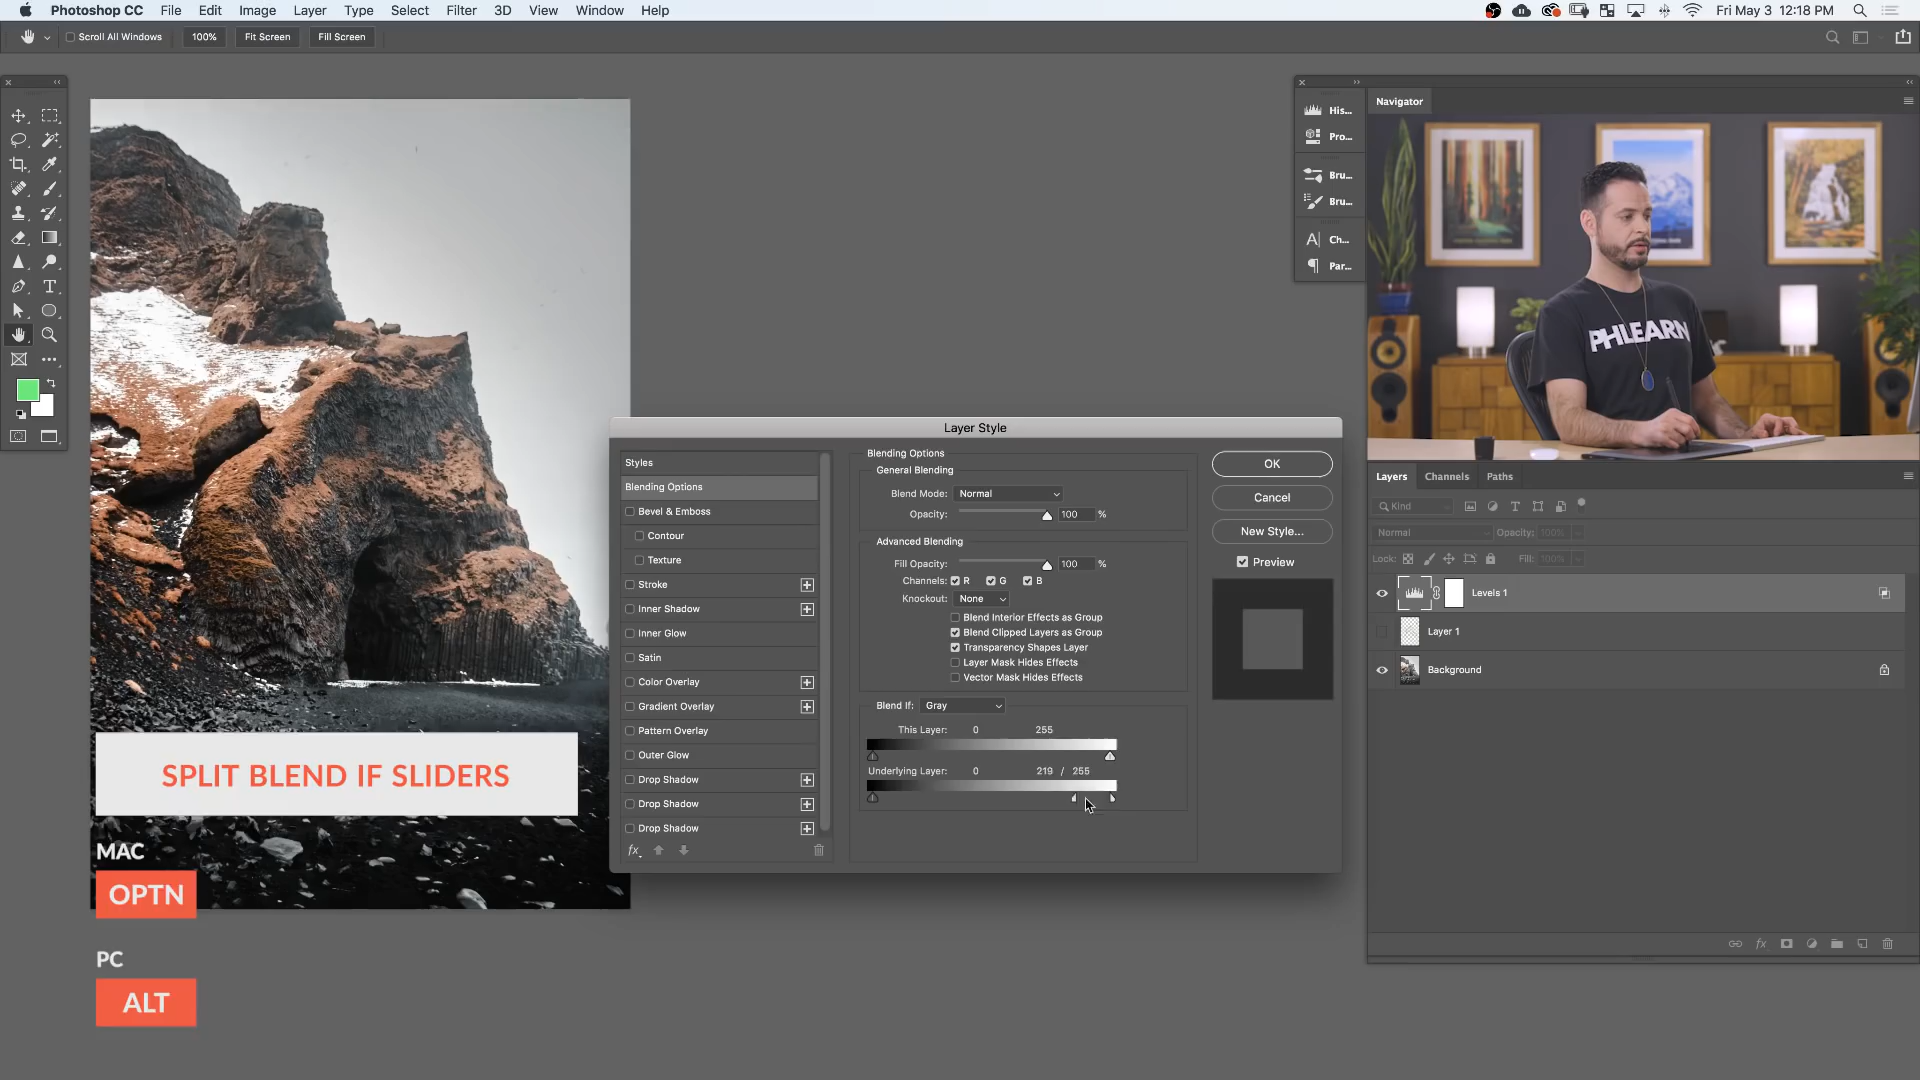 Photoshop CC File Edit Image Layer Type Select Filter 3D View Window Help Fri May 3 12:18 PM
Scroll All Windows 100% Fit Screen Fill Screen
His...
Pro...
Bru...
Bru...
Ch...
Par...
Navigator
PHLEARN
Layer Style
Styles
Blending Options
Bevel & Emboss
Contour
Texture
Stroke
Inner Shadow
Inner Glow
Satin
Color Overlay
Gradient Overlay
Pattern Overlay
Outer Glow
Drop Shadow
Drop Shadow
Drop Shadow
fx
Blending Options
General Blending
Blend Mode: Normal
Opacity: 100 %
Advanced Blending
Fill Opacity: 100 %
Channels: R G B
Knockout: None
Blend Interior Effects as Group
Blend Clipped Layers as Group
Transparency Shapes Layer
Layer Mask Hides Effects
Vector Mask Hides Effects
Blend If: Gray
This Layer: 0 255
Underlying Layer: 0 219 / 255
OK
Cancel
New Style...
Preview
Layers Channels Paths
Kind
Normal Opacity: 100%
Lock: Fill: 100%
Levels 1
Layer 1
Background
fx
SPLIT BLEND IF SLIDERS
MAC
OPTN
PC
ALT